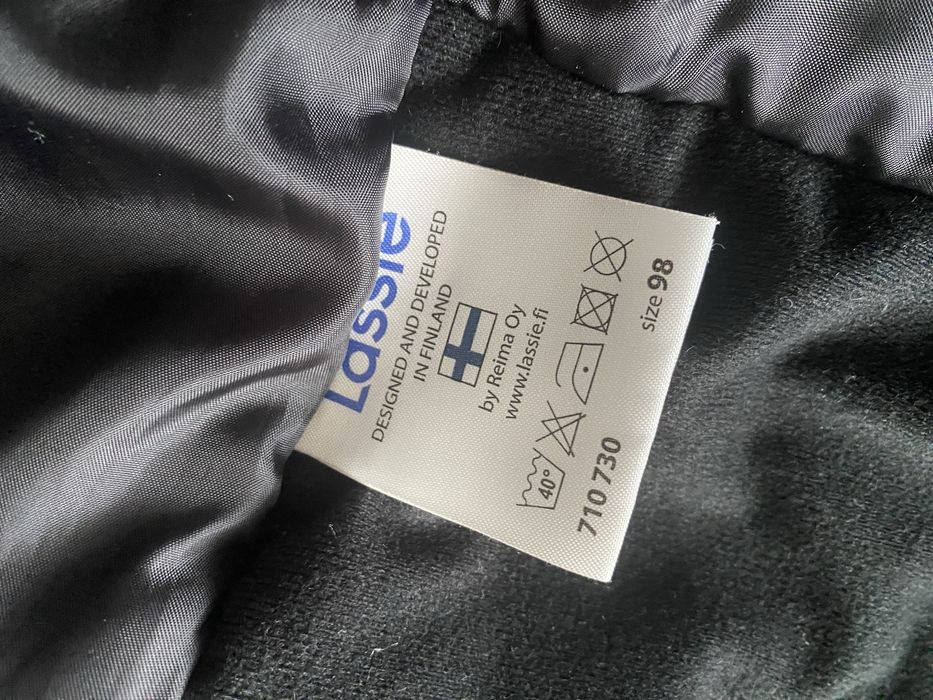 Lassie
DESIGNED AND DEVELOPED
IN FINLAND
by Reima Oy
www.lassie.fi
40°
710 730 size 98